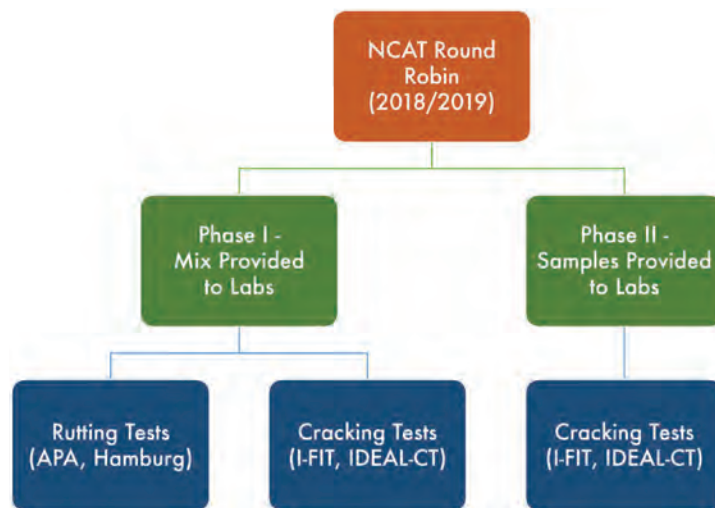 NCAT Round
Robin
(2018/2019)
Phase I -
Mix Provided
to Labs
Phase II -
Samples Provided
to Labs
Rutting Tests
(APA, Hamburg)
Cracking Tests
(I-FIT, IDEAL-CT)
Cracking Tests
(I-FIT, IDEAL-CT)